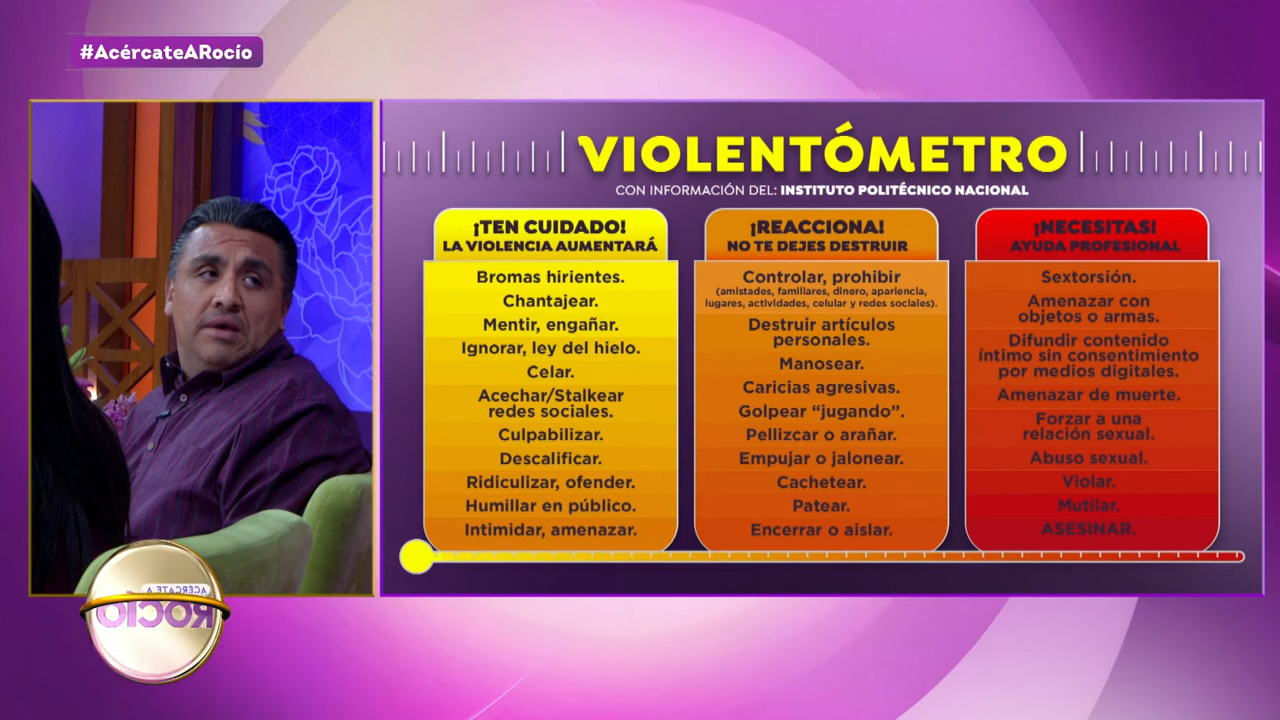 #AcércateARocío
VIOLENTÓMETRO
CON INFORMACIÓN DEL: INSTITUTO POLITÉCNICO NACIONAL
¡TEN CUIDADO!
LA VIOLENCIA AUMENTARÁ
Bromas hirientes.
Chantajear.
Mentir, engañar.
Ignorar, ley del hielo.
Celar.
Acechar/Stalkear
redes sociales.
Culpabilizar.
Descalificar.
Ridiculizar, ofender.
Humillar en público.
Intimidar, amenazar.
¡REACCIONA!
NO TE DEJES DESTRUIR
Controlar, prohibir
(amistades, familiares, dinero, apariencia,
lugares, actividades, celular y redes sociales).
Destruir artículos
personales.
Manosear.
Caricias agresivas.
Golpear “jugando”.
Pellizcar o arañar.
Empujar o jalonear.
Cachetear.
Patear.
Encerrar o aislar.
¡NECESITAS!
AYUDA PROFESIONAL
Sextorsión.
Amenazar con
objetos o armas.
Difundir contenido
íntimo sin consentimiento
por medios digitales.
Amenazar de muerte.
Forzar a una
relación sexual.
Abuso sexual.
Violar.
Mutilar.
ASESINAR.
ACÉRCATE A
ROCÍO